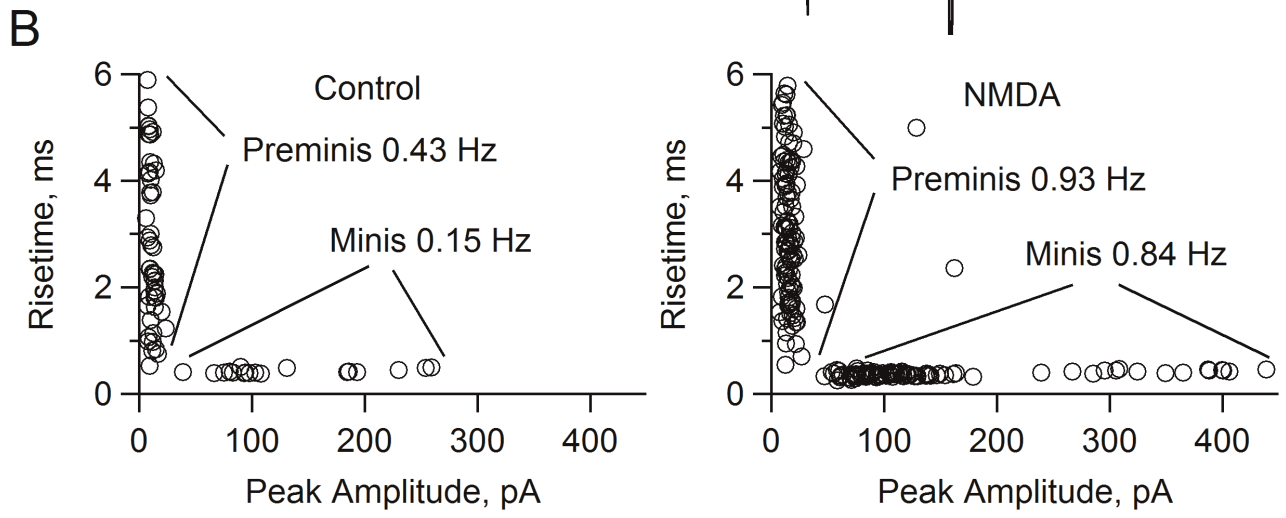 B
Control
NMDA
Preminis 0.43 Hz
Minis 0.15 Hz
Risetime, ms
6
4
2
0
0 100 200 300 400
Peak Amplitude, pA
Preminis 0.93 Hz
Minis 0.84 Hz
Risetime, ms
6
4
2
0
0 100 200 300 400
Peak Amplitude, pA